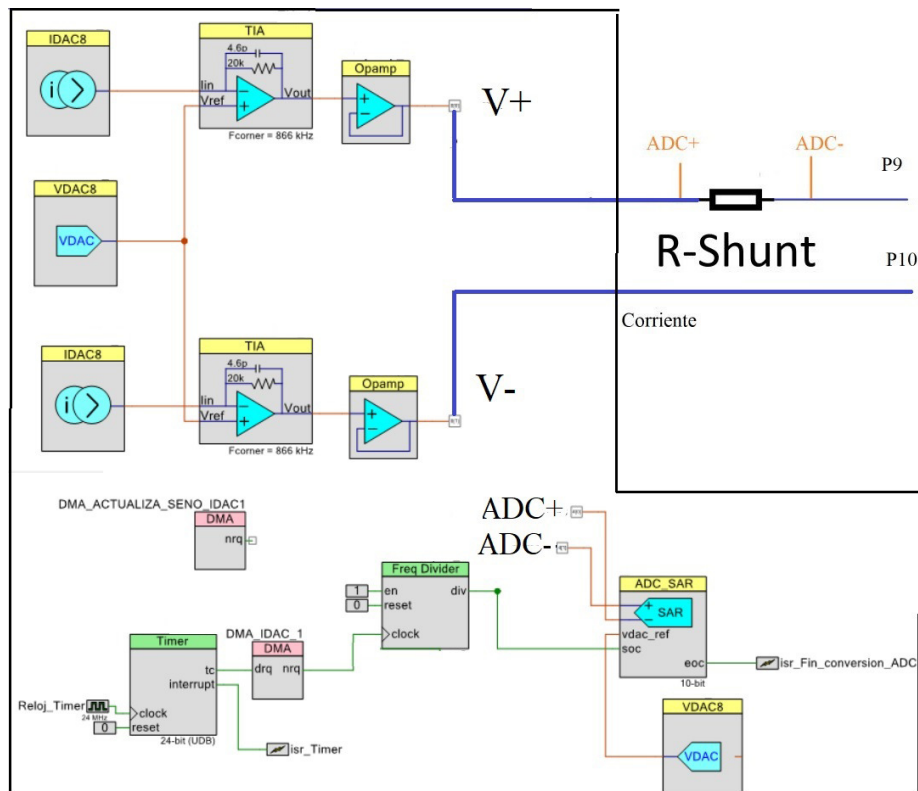 IDAC8
TIA
4.6p
20k
Iin
Vref
Vout
Fcorner = 866 kHz
Opamp
V+
ADC+
ADC-
P9
R-Shunt
P10
Corriente
VDAC8
VDAC
IDAC8
TIA
4.6p
20k
Iin
Vref
Vout
Fcorner = 866 kHz
Opamp
V-
DMA_ACTUALIZA_SENO_IDAC1
DMA
nrq
ADC+
ADC-
Freq Divider
1
en
div
0
reset
clock
ADC_SAR
SAR
vdac_ref
soc
eoc
10-bit
isr_Fin_conversion_ADC
Timer
tc
interrupt
Reloj_Timer
24 MHz
clock
0
reset
24-bit (UDB)
DMA_IDAC_1
DMA
drq
nrq
isr_Timer
VDAC8
VDAC